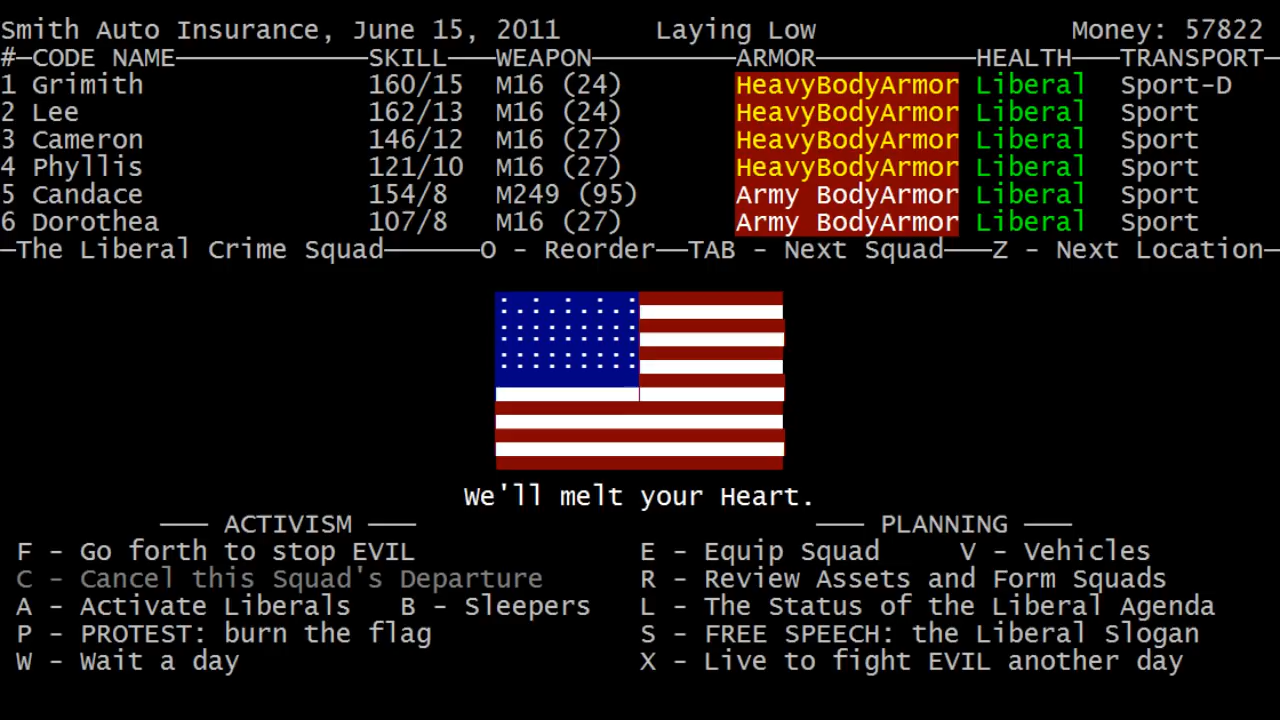 Smith Auto Insurance, June 15, 2011 Laying Low Money: 57822
#—CODE NAME————————————SKILL———WEAPON—————————ARMOR——————————HEALTH———TRANSPORT—
1 Grimith 160/15 M16 (24) HeavyBodyArmor Liberal Sport-D
2 Lee 162/13 M16 (24) HeavyBodyArmor Liberal Sport
3 Cameron 146/12 M16 (27) HeavyBodyArmor Liberal Sport
4 Phyllis 121/10 M16 (27) HeavyBodyArmor Liberal Sport
5 Candace 154/8 M249 (95) Army BodyArmor Liberal Sport
6 Dorothea 107/8 M16 (27) Army BodyArmor Liberal Sport
—The Liberal Crime Squad——————O - Reorder——TAB - Next Squad———Z - Next Location—
We'll melt your Heart.
——— ACTIVISM ——— ——— PLANNING ———
F - Go forth to stop EVIL E - Equip Squad V - Vehicles
C - Cancel this Squad's Departure R - Review Assets and Form Squads
A - Activate Liberals B - Sleepers L - The Status of the Liberal Agenda
P - PROTEST: burn the flag S - FREE SPEECH: the Liberal Slogan
W - Wait a day X - Live to fight EVIL another day